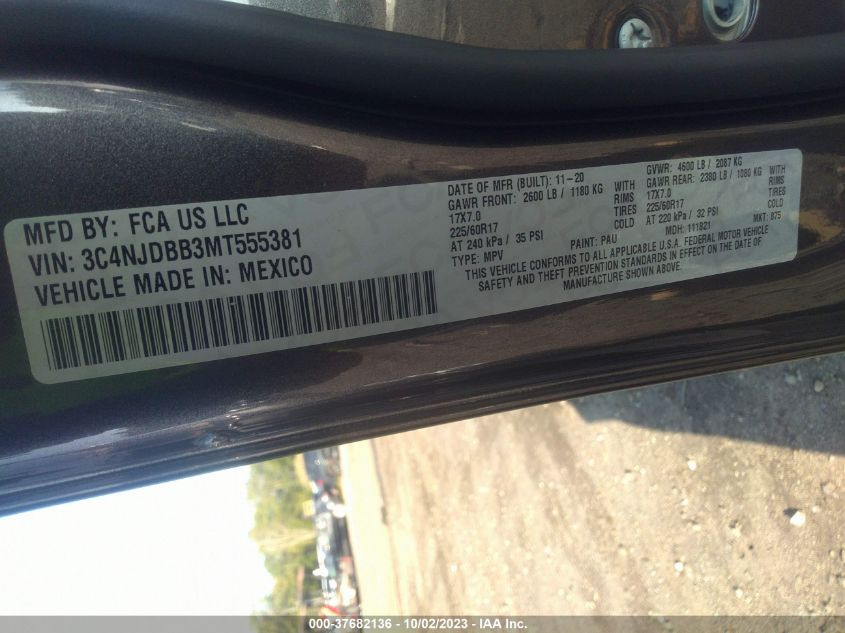 MFD BY: FCA US LLC
VIN: 3C4NJDBB3MT555381
VEHICLE MADE IN: MEXICO
DATE OF MFR (BUILT): 11-20
GVWR: 4600 LB / 2087 KG
GAWR FRONT: 2600 LB / 1180 KG WITH
GAWR REAR: 2380 LB / 1080 KG WITH
17X7.0 RIMS
17X7.0 RIMS
225/60R17 TIRES
225/60R17 TIRES
AT 240 kPa / 35 PSI COLD
AT 220 kPa / 32 PSI COLD
TYPE: MPV PAINT: PAU MDH: 111821 MKT: 875
THIS VEHICLE CONFORMS TO ALL APPLICABLE U.S.A. FEDERAL MOTOR VEHICLE
SAFETY AND THEFT PREVENTION STANDARDS IN EFFECT ON THE DATE OF
MANUFACTURE SHOWN ABOVE.
000-37682136 - 10/02/2023 - IAA Inc.